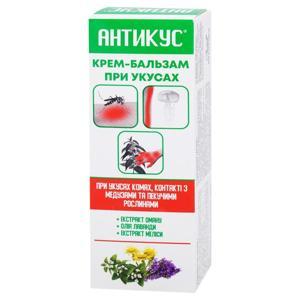 АНТИКУС®
КРЕМ-БАЛЬЗАМ
ПРИ УКУСАХ
ПРИ УКУСАХ КОМАХ, КОНТАКТІ З
МЕДУЗАМИ ТА ПЕКУЧИМИ
РОСЛИНАМИ
+ ЕКСТРАКТ ОМАНУ
+ ОЛІЯ ЛАВАНДИ
+ ЕКСТРАКТ МЕЛІСИ